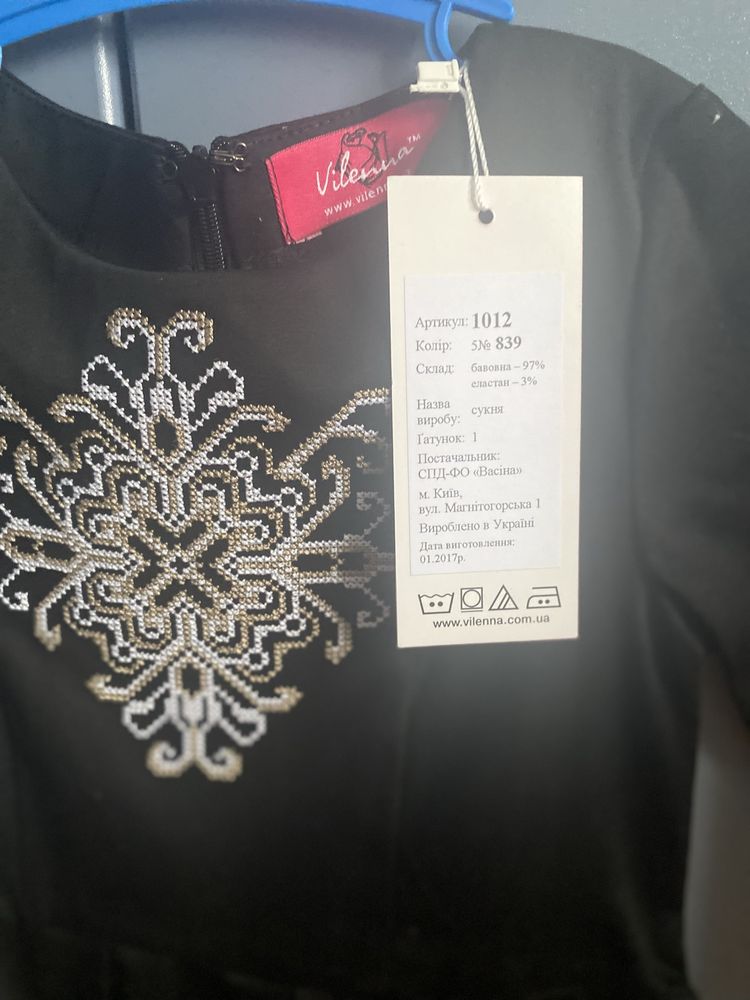 Vilenna™
www.vilenn
Артикул: 1012
Колір: 5№ 839
Склад: бавовна – 97%
еластан – 3%
Назва
виробу: сукня
Ґатунок: 1
Постачальник:
СПД-ФО «Васіна»
м. Київ,
вул. Магнітогорська 1
Вироблено в Україні
Дата виготовлення:
01.2017р.
www.vilenna.com.ua